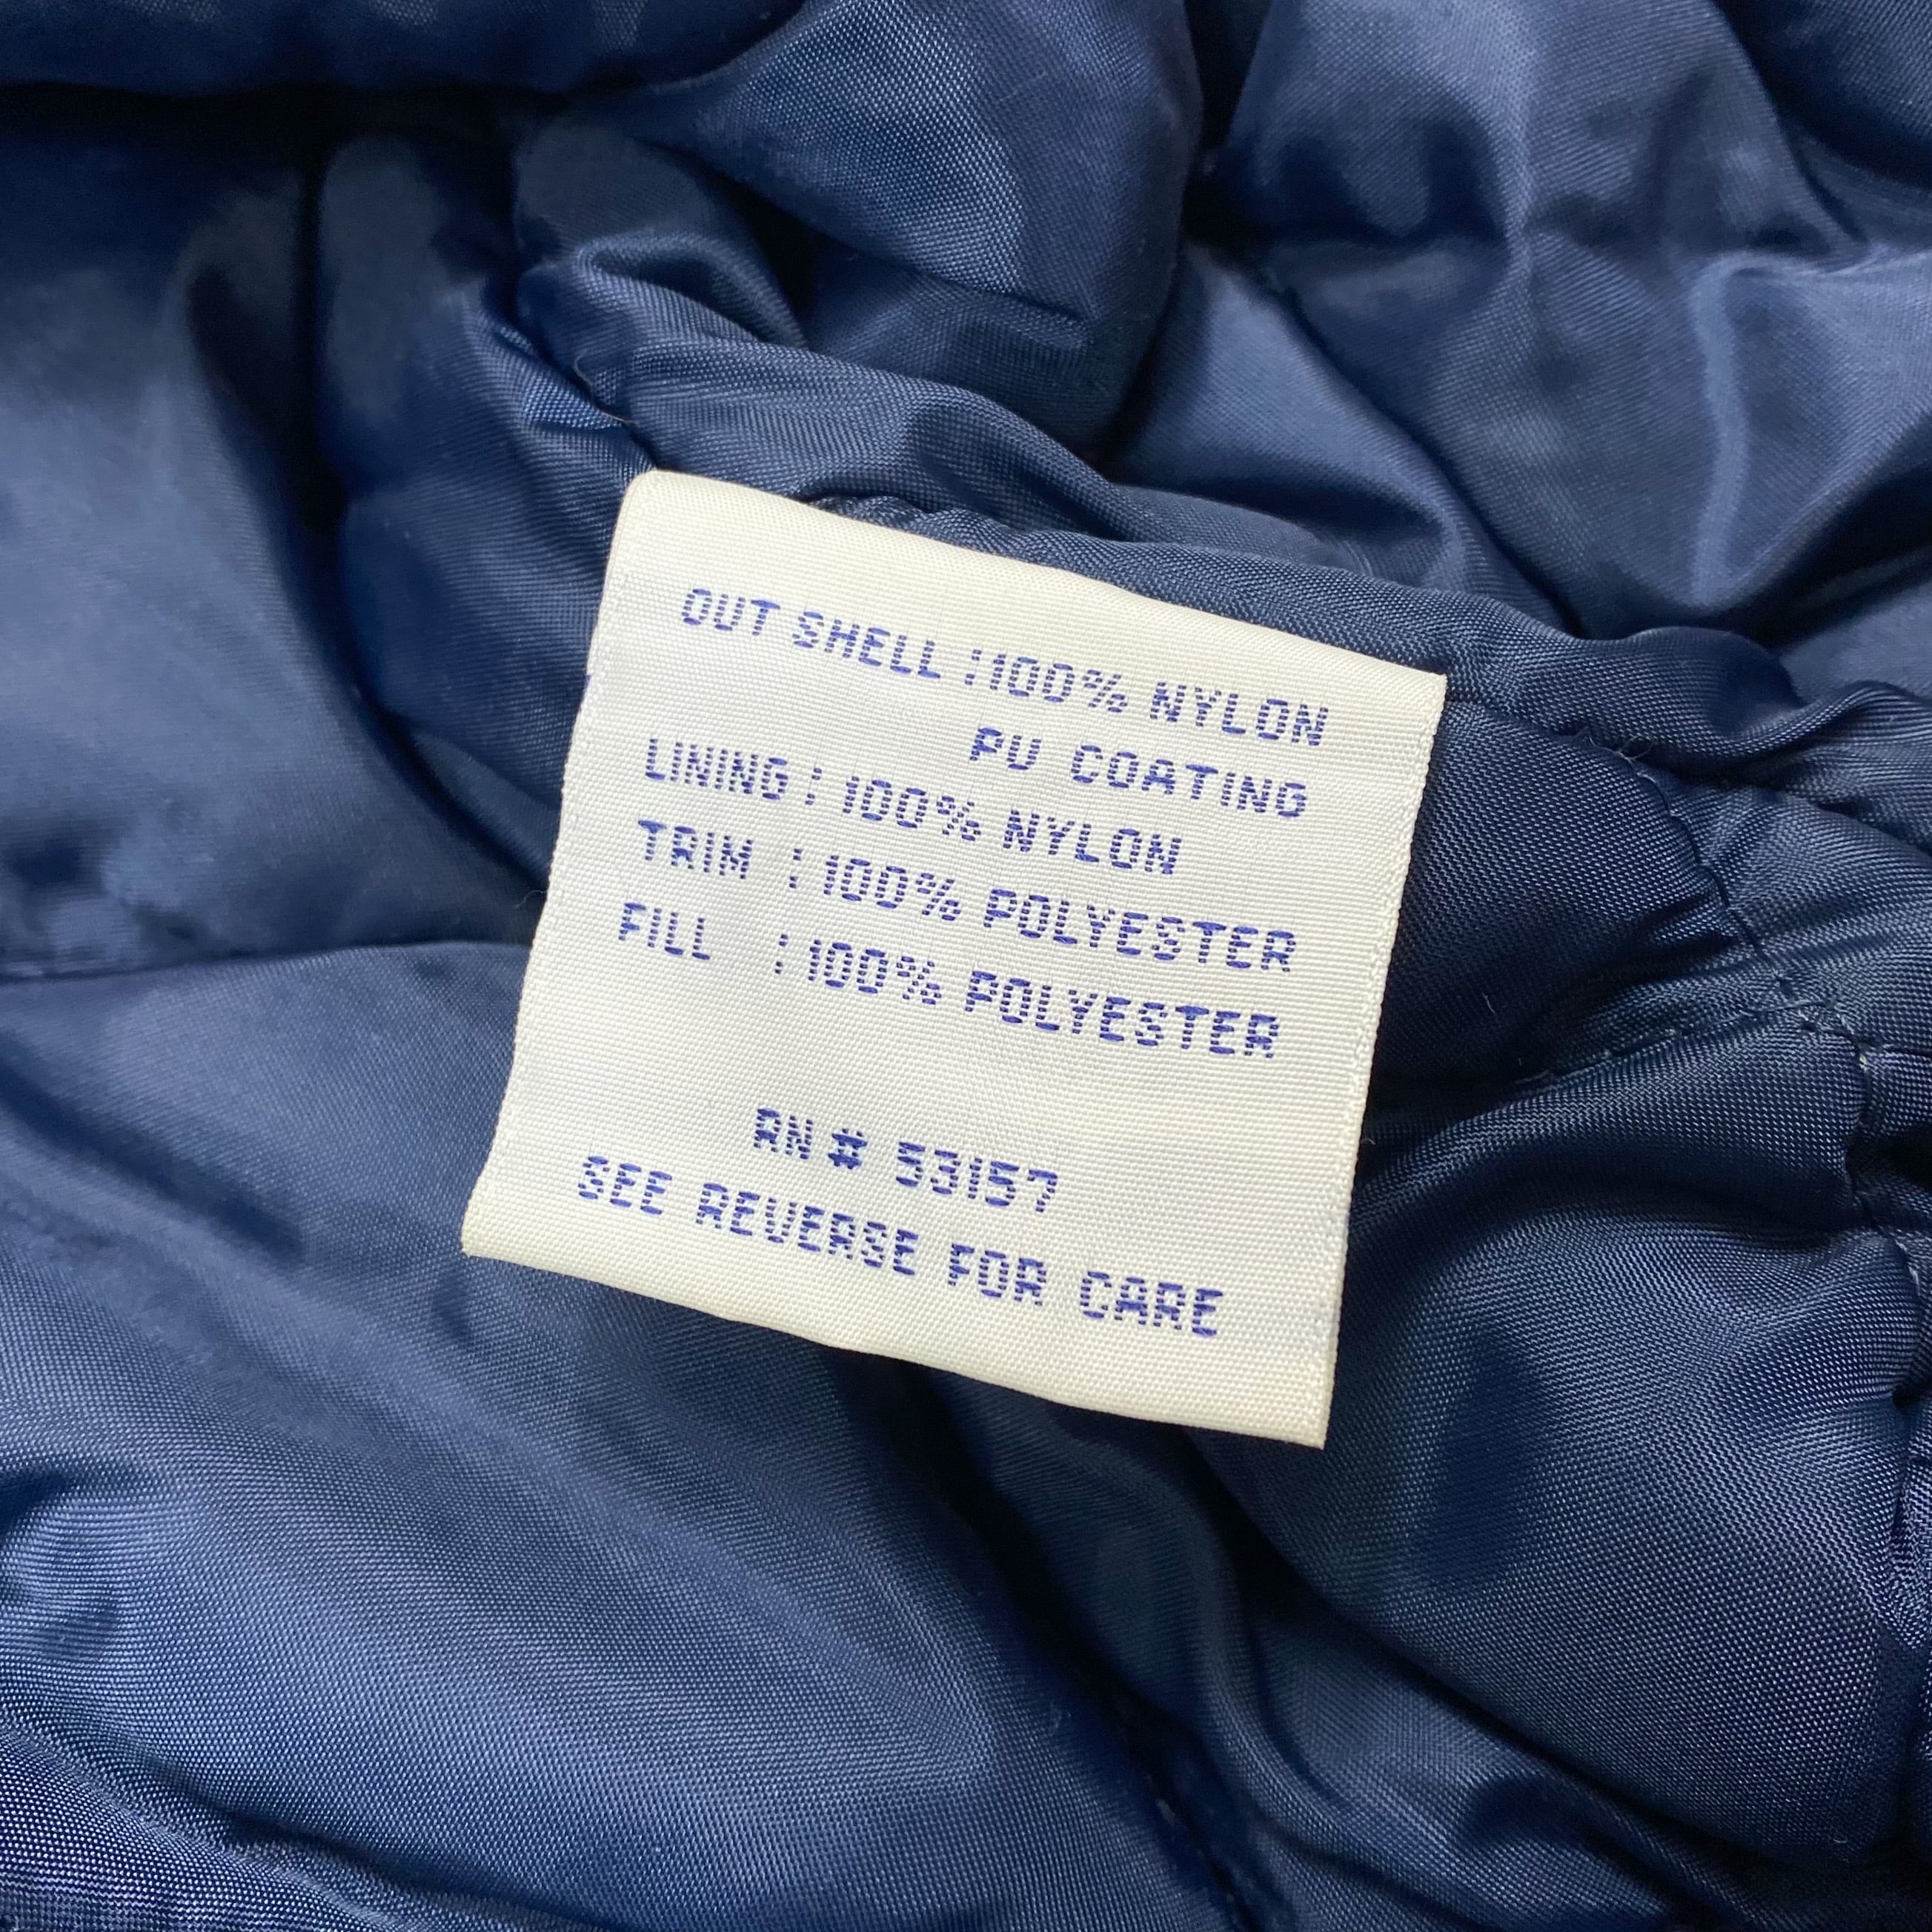 OUT SHELL :100% NYLON
PU COATING
LINING : 100% NYLON
TRIM : 100% POLYESTER
FILL : 100% POLYESTER
RN # 53157
SEE REVERSE FOR CARE